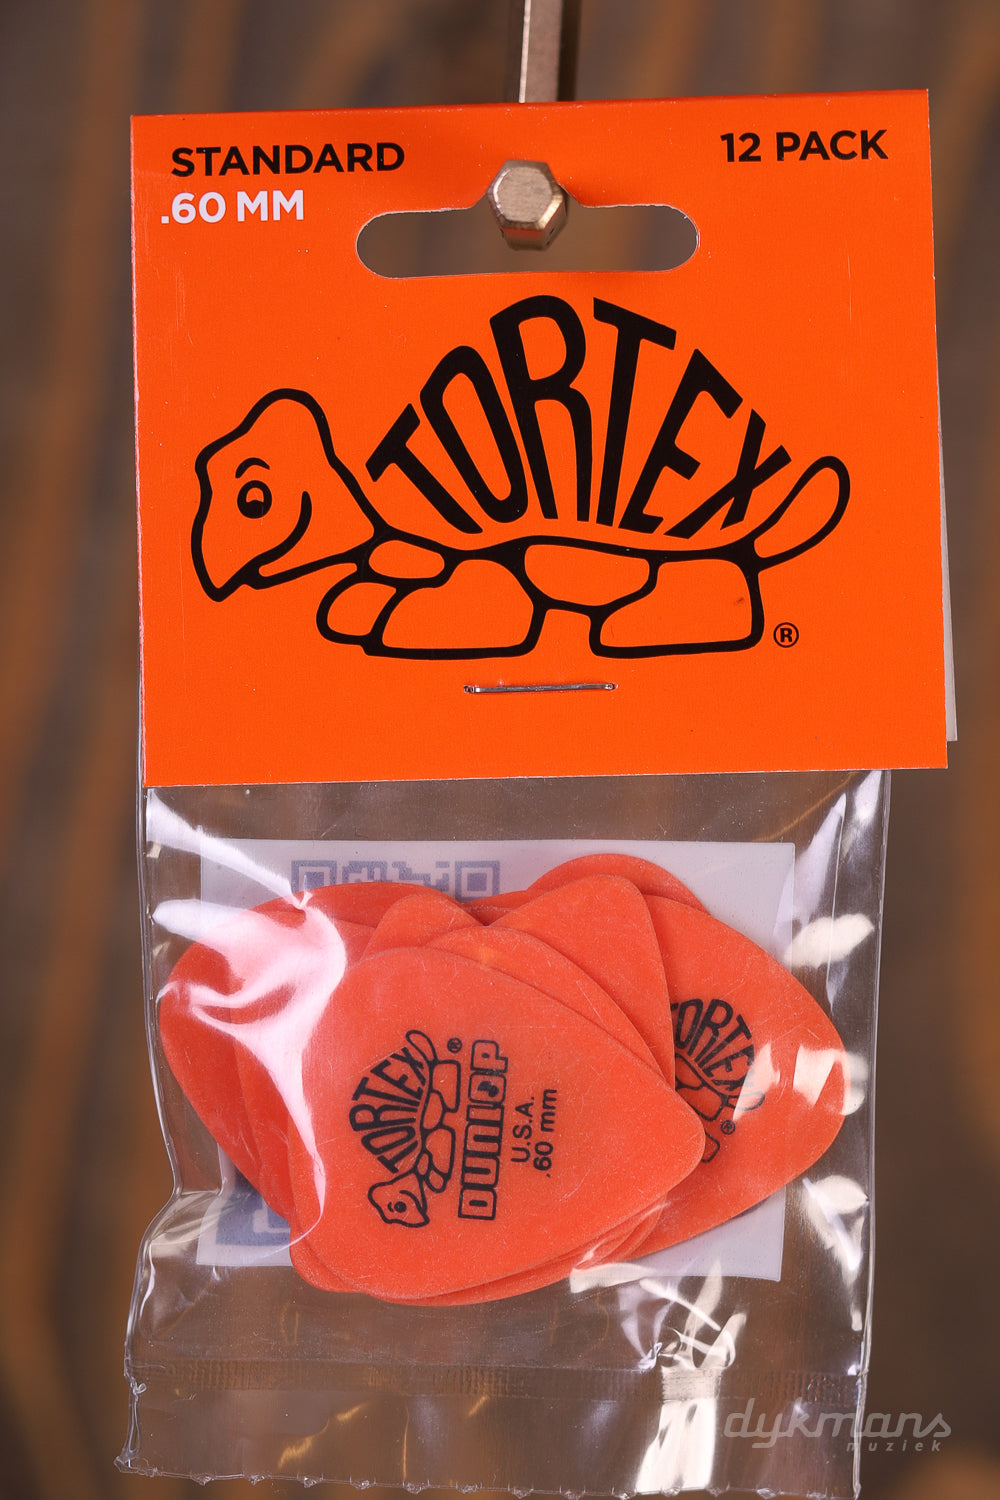 STANDARD
12 PACK
.60 MM
TORTEX
®
TORTEX ®
DUNLOP
U.S.A.
.60 mm
TORTEX
®
dykmans
muziek